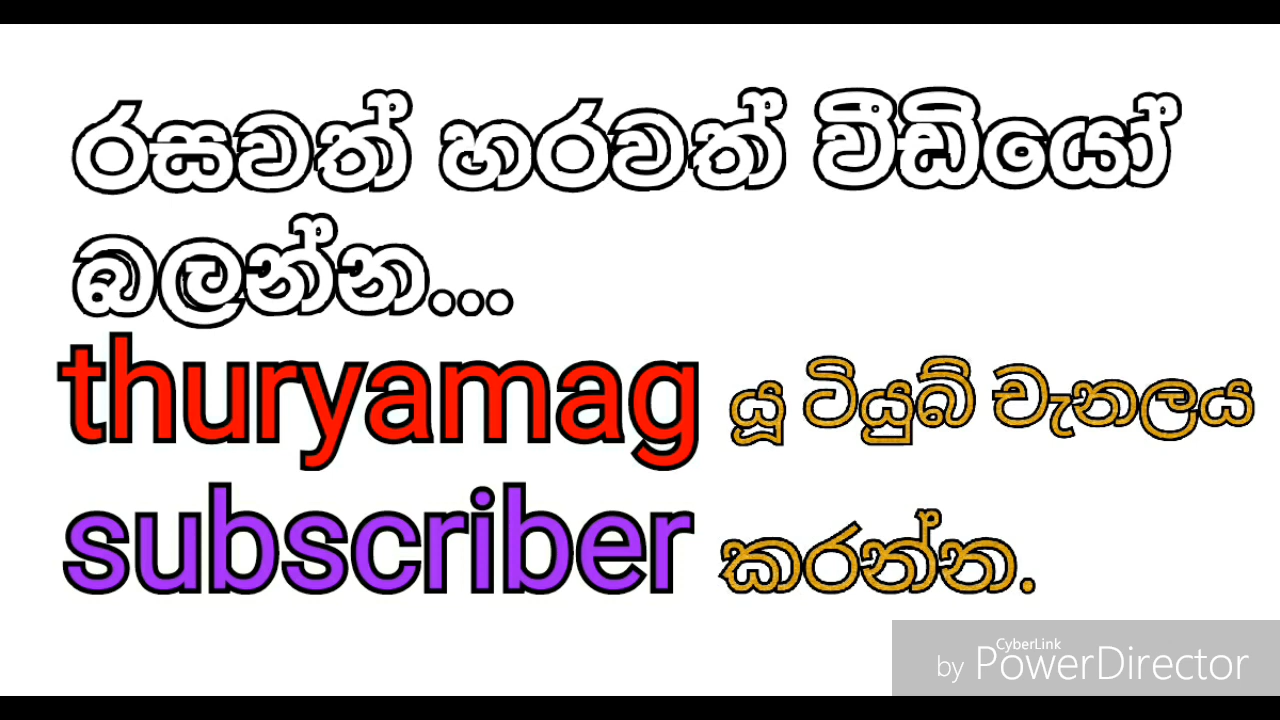 රසවත් හරවත් වීඩියෝ
බලන්න...
thuryamag යූ ටියුබ් චැනලය
subscriber කරන්න.
CyberLink
by PowerDirector